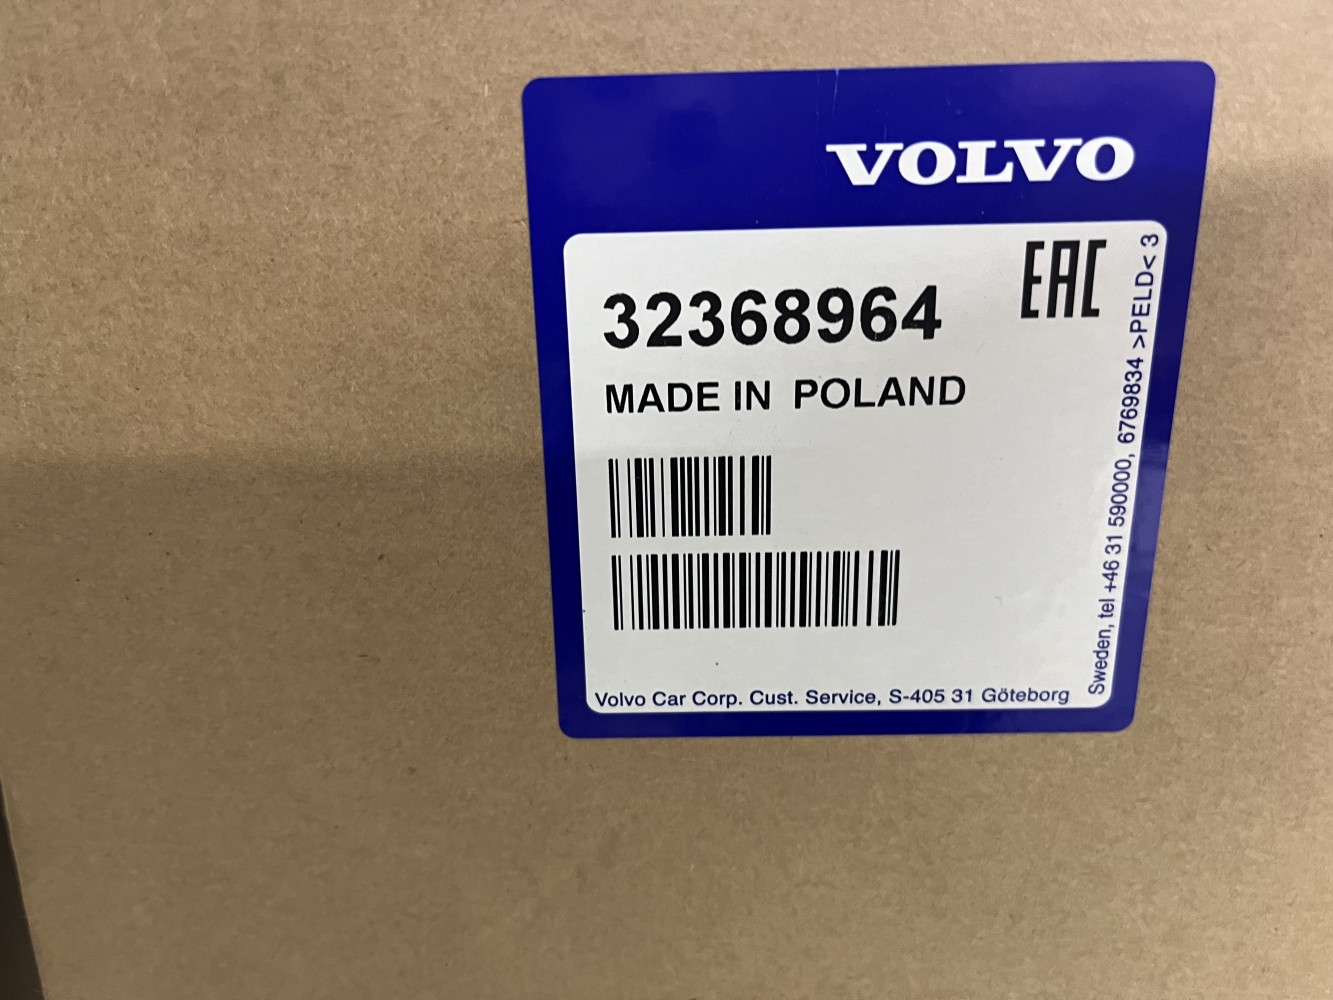 VOLVO
EAC
32368964
MADE IN POLAND
Volvo Car Corp. Cust. Service, S-405 31 Göteborg
Sweden, tel +46 31 590000, 6769834 >PELD< 3